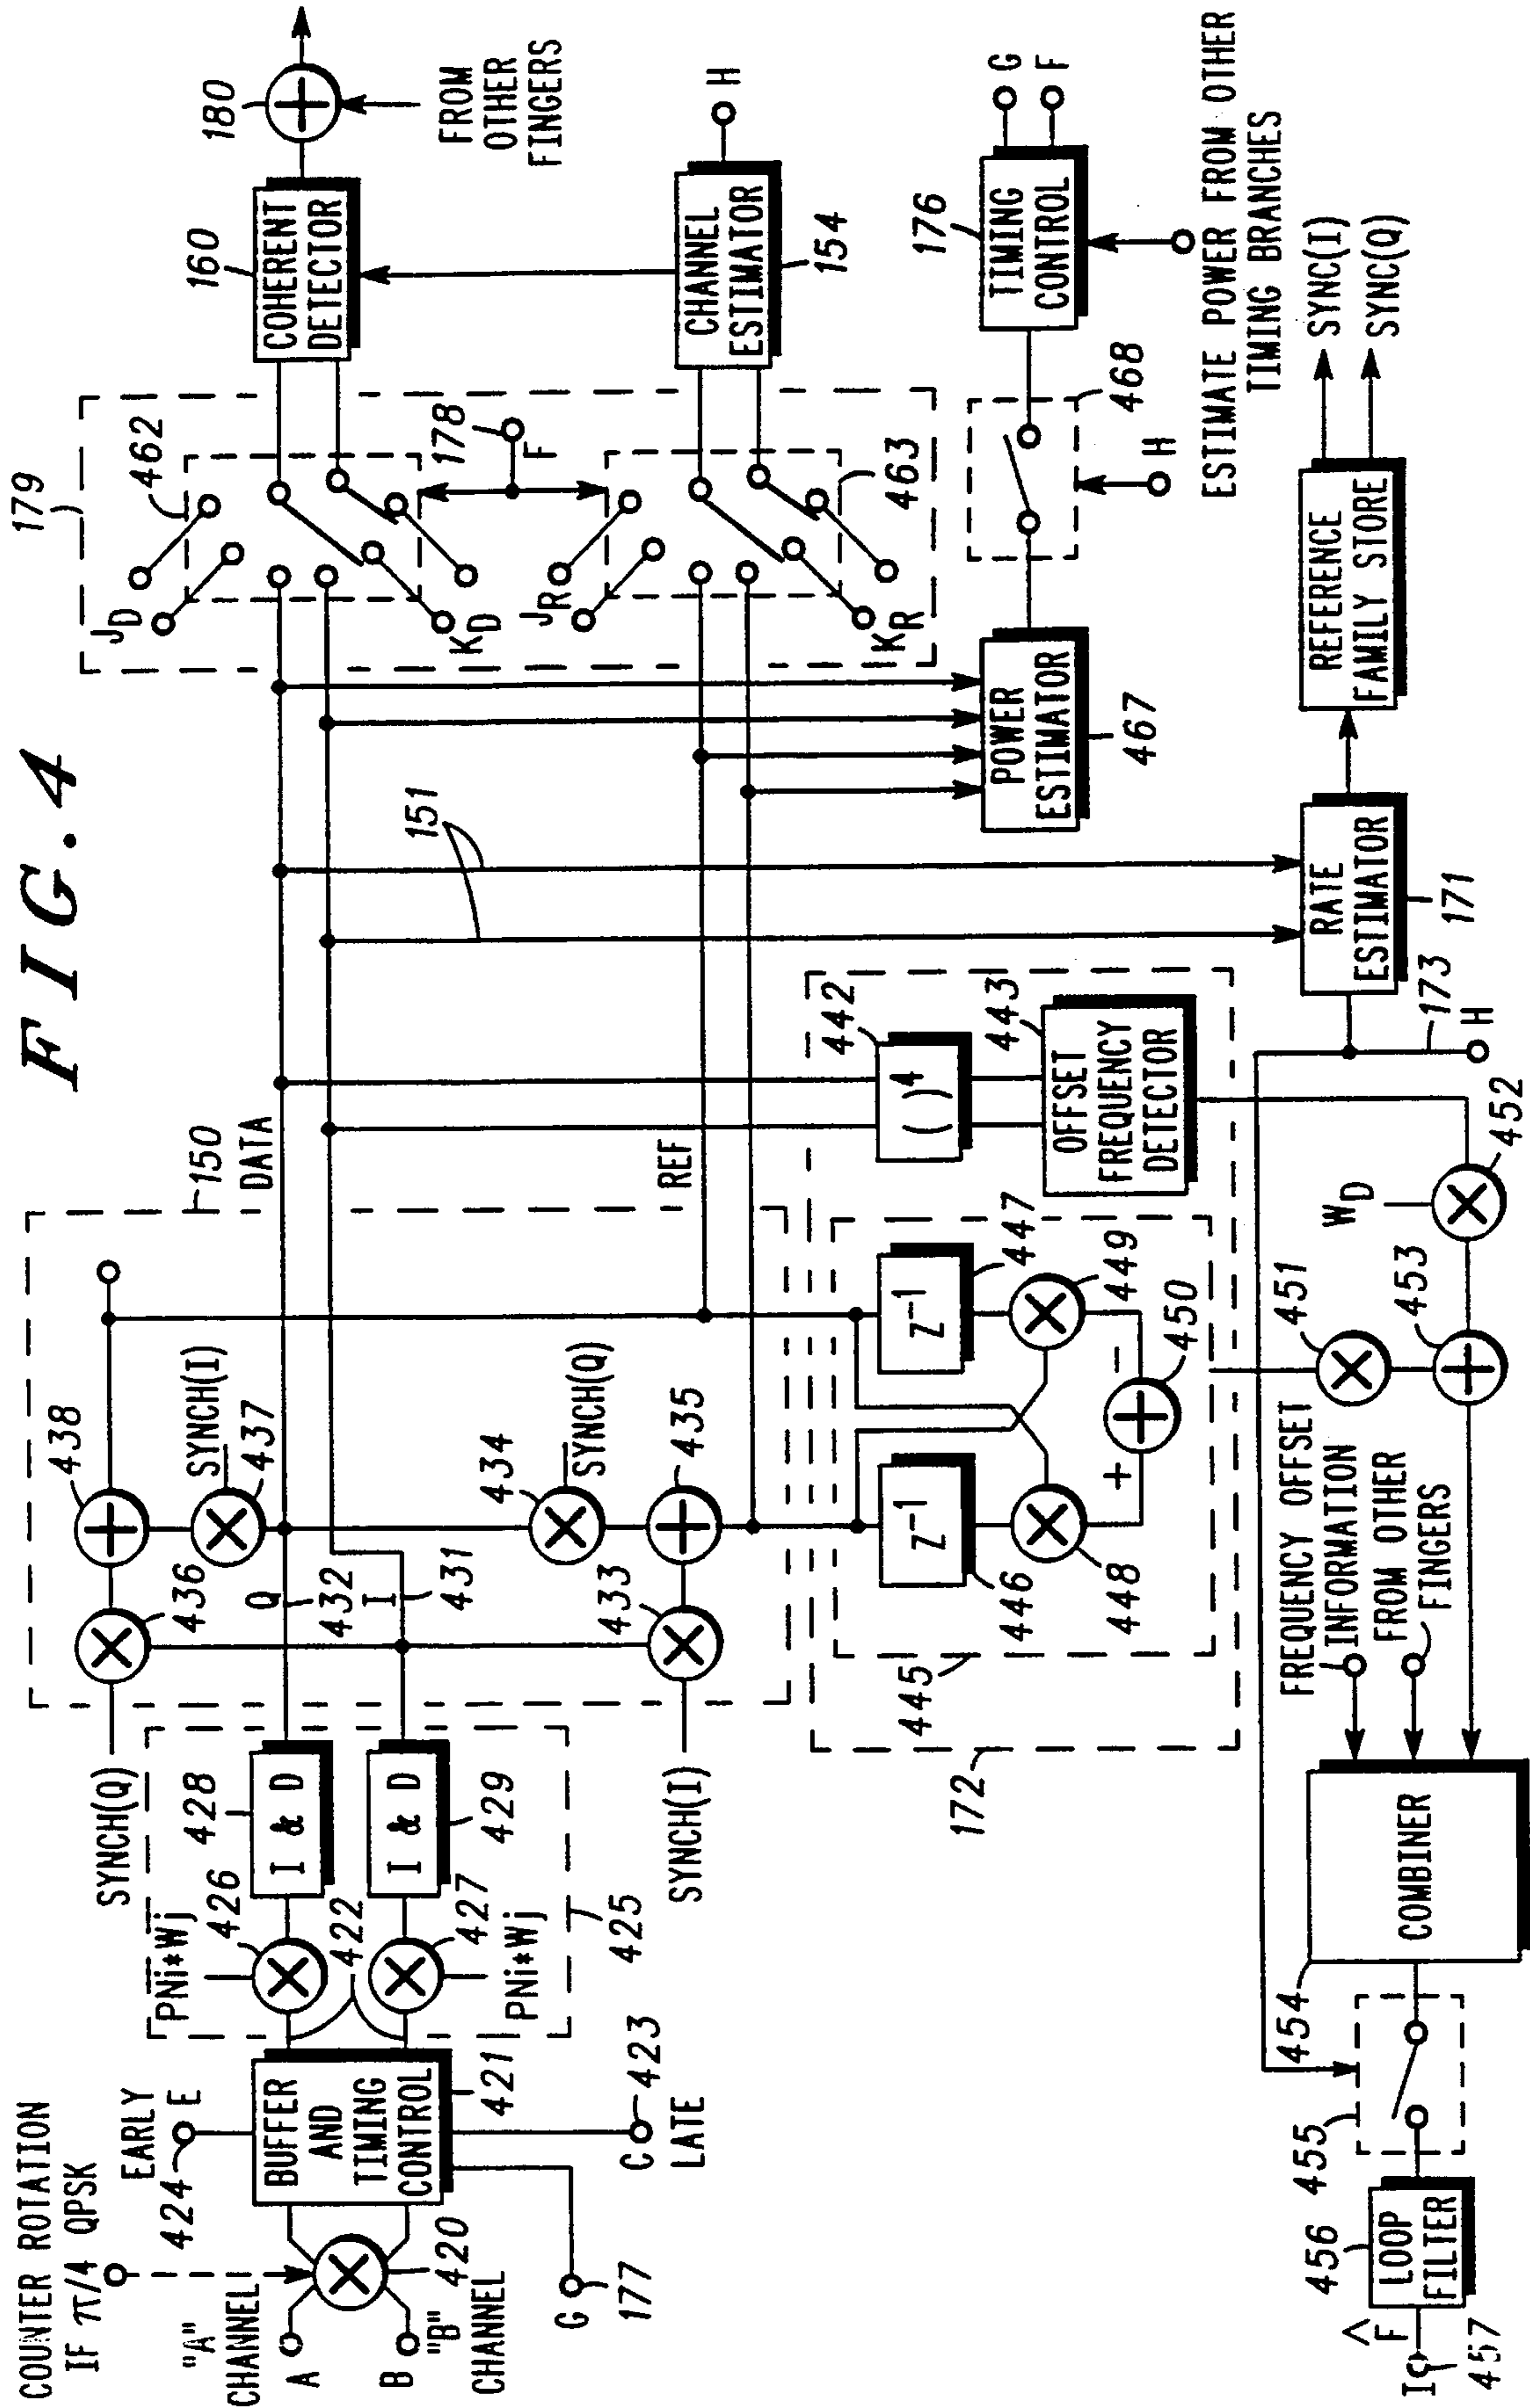 FIG. 4
COUNTER ROTATION
IF π/4 QPSK
"A"
CHANNEL
A
B
"B"
CHANNEL
420
G
177
EARLY
424
E
BUFFER
AND
TIMING
CONTROL
421
C
423
LATE
422
PNi*Wj
426
PNi*Wj
427
425
428
I & D
I & D
429
SYNCH(Q)
SYNCH(I)
436
438
SYNCH(I)
437
Q
432
I
431
433
434
SYNCH(Q)
435
150
DATA
REF
151
179
462
JD
KD
178
F
JR
KR
463
160
COHERENT
DETECTOR
180
FROM
OTHER
FINGERS
CHANNEL
ESTIMATOR
154
H
POWER
ESTIMATOR
467
468
H
176
TIMING
CONTROL
G
F
ESTIMATE POWER FROM OTHER
TIMING BRANCHES
172
445
Z-1
446
Z-1
447
448
449
+
-
450
442
( )4
443
OFFSET
FREQUENCY
DETECTOR
451
WD
452
453
RATE
ESTIMATOR
171
173
H
REFERENCE
FAMILY STORE
SYNC(I)
SYNC(Q)
FREQUENCY OFFSET
INFORMATION
FROM OTHER
FINGERS
COMBINER
454
455
456
LOOP
FILTER
F̂
I
457